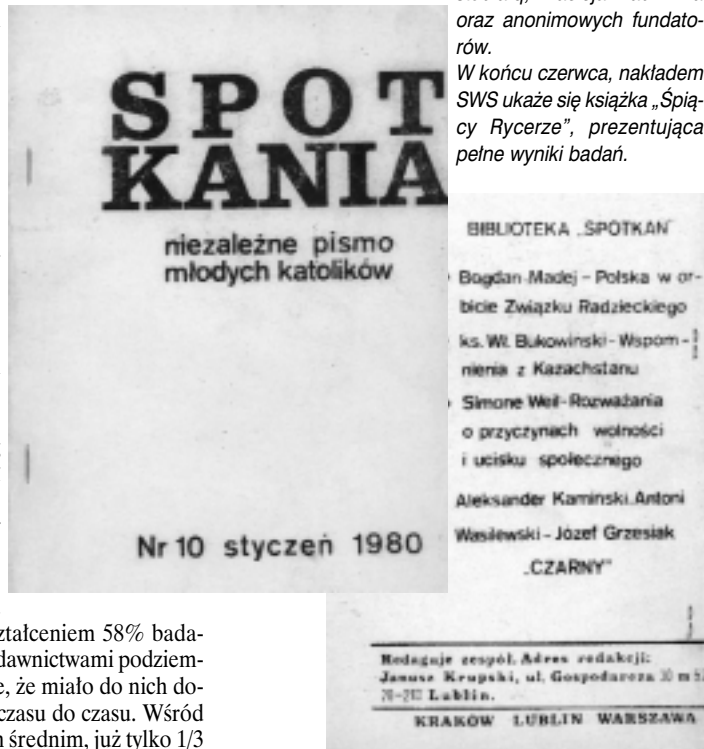 oraz anonimowych fundato-
rów.
W końcu czerwca, nakładem
SWS ukaże się książka „Śpią-
cy Rycerze”, prezentująca
pełne wyniki badań.
SPOT
KANIA
niezależne pismo
młodych katolików
Nr 10 styczeń 1980
BIBLIOTEKA „SPOTKAŃ”
Bogdan Madej – Polska w or-
bicie Związku Radzieckiego
ks. Wł. Bukowiński - Wspom-
nienia z Kazachstanu
Simone Weil - Rozważania
o przyczynach wolności
i ucisku społecznego
Aleksander Kamiński. Antoni
Wasilewski - Józef Grzesiak
„CZARNY”
Redaguje zespół. Adres redakcji:
Janusz Krupski, ul. Gospodarcza m
Lublin.
KRAKÓW LUBLIN WARSZAWA
ształceniem 58% bada-
dawnictwami podziem-
e, że miało do nich do-
czasu do czasu. Wśród
m średnim, już tylko 1/3